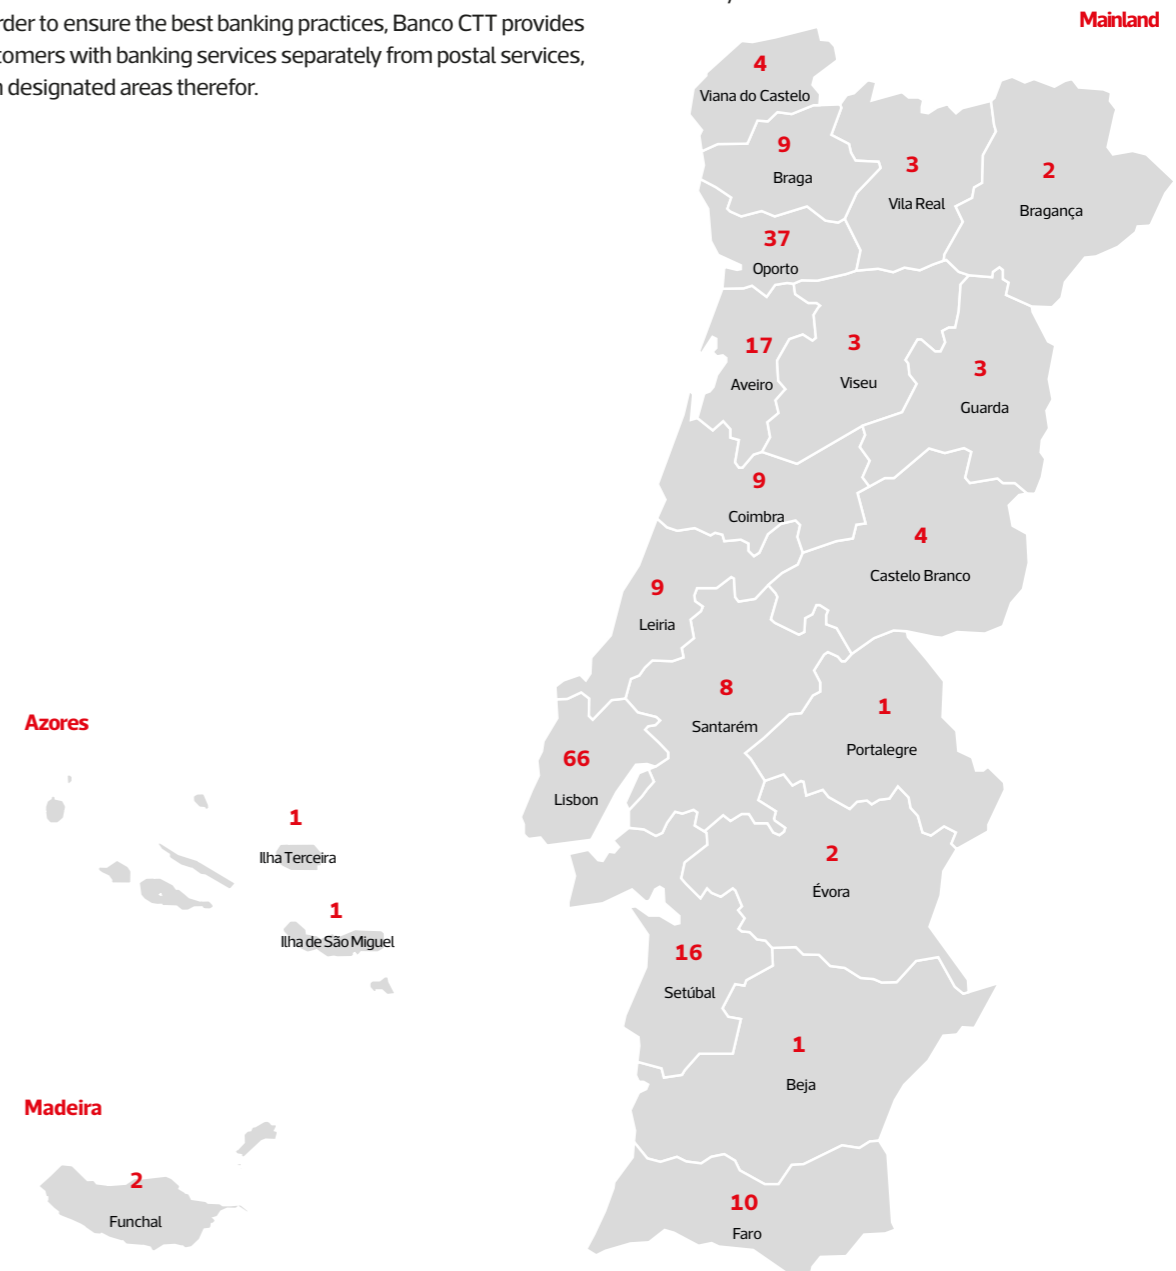 rder to ensure the best banking practices, Banco CTT provides
tomers with banking services separately from postal services,
designated areas therefor.
Mainland
4
Viana do Castelo
9
Braga
3
Vila Real
2
Bragança
37
Oporto
17
Aveiro
3
Viseu
3
Guarda
9
Coimbra
4
Castelo Branco
9
Leiria
8
Santarém
1
Portalegre
66
Lisbon
2
Évora
16
Setúbal
1
Beja
10
Faro
Azores
1
Ilha Terceira
1
Ilha de São Miguel
Madeira
2
Funchal